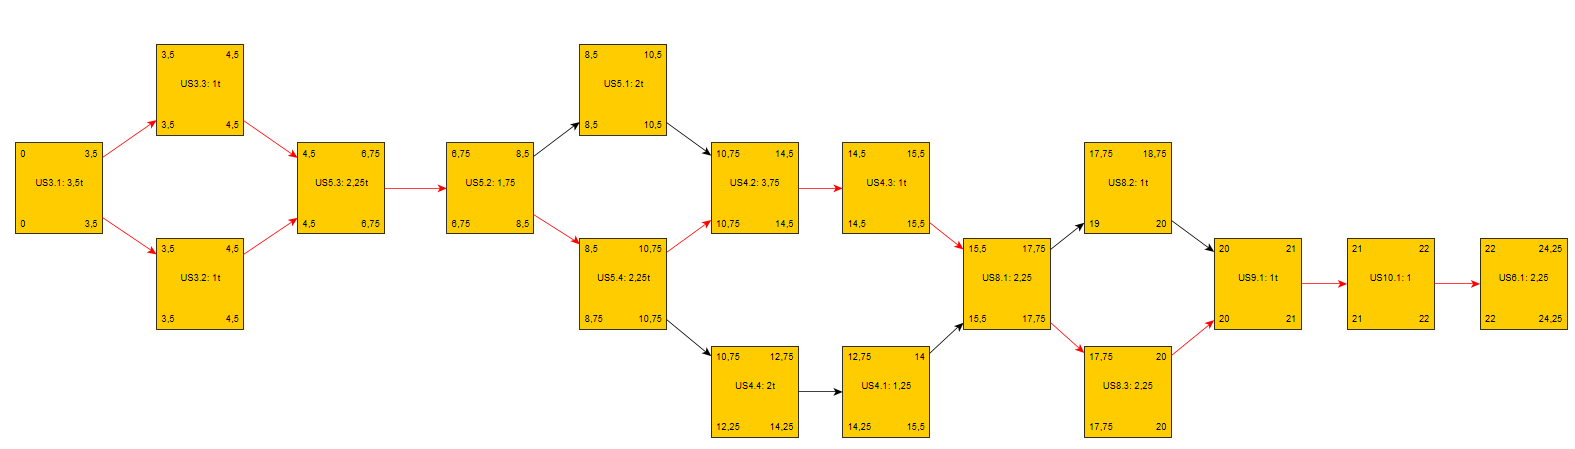 3,5 4,5
US3.3: 1t
3,5 4,5
8,5 10,5
US5.1: 2t
8,5 10,5
0 3,5
US3.1: 3,5t
0 3,5
4,5 6,75
US5.3: 2,25t
4,5 6,75
6,75 8,5
US5.2: 1,75
6,75 8,5
10,75 14,5
US4.2: 3,75
10,75 14,5
14,5 15,5
US4.3: 1t
14,5 15,5
17,75 18,75
US8.2: 1t
19 20
3,5 4,5
US3.2: 1t
3,5 4,5
8,5 10,75
US5.4: 2,25t
8,75 10,75
15,5 17,75
US8.1: 2,25
15,5 17,75
20 21
US9.1: 1t
20 21
21 22
US10.1: 1
21 22
22 24,25
US6.1: 2,25
22 24,25
10,75 12,75
US4.4: 2t
12,25 14,25
12,75 14
US4.1: 1,25
14,25 15,5
17,75 20
US8.3: 2,25
17,75 20